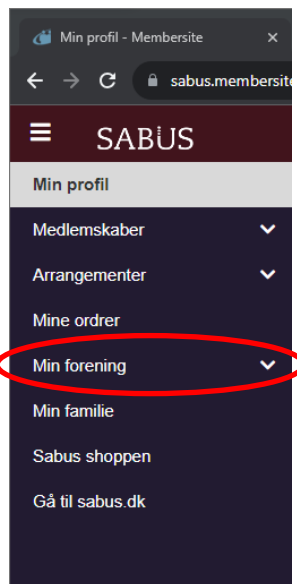 Min profil - Membersite
sabus.membersite
SABUS
Min profil
Medlemskaber
Arrangementer
Mine ordrer
Min forening
Min familie
Sabus shoppen
Gå til sabus.dk